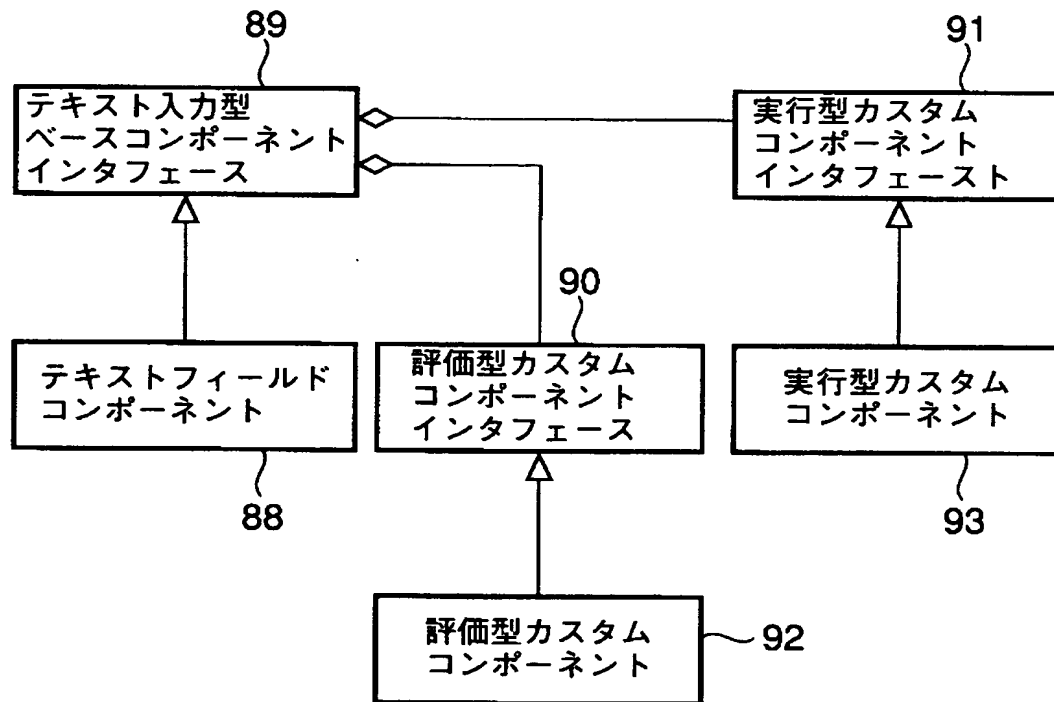 89
テキスト入力型
ベースコンポーネント
インタフェース
91
実行型カスタム
コンポーネント
インタフェースト
90
テキストフィールド
コンポーネント
88
評価型カスタム
コンポーネント
インタフェース
実行型カスタム
コンポーネント
93
評価型カスタム
コンポーネント
92